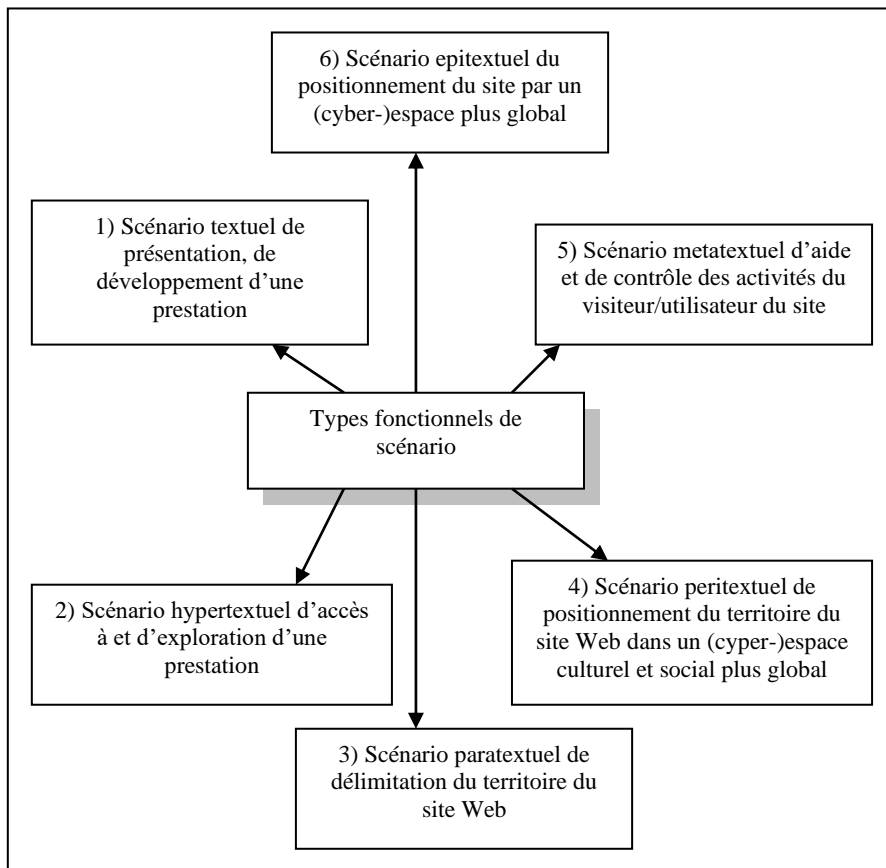 6) Scénario epitextuel du
positionnement du site par un
(cyber-)espace plus global
1) Scénario textuel de
présentation, de
développement d'une
prestation
5) Scénario metatextuel d'aide
et de contrôle des activités du
visiteur/utilisateur du site
Types fonctionnels de
scénario
2) Scénario hypertextuel d'accès
à et d'exploration d'une
prestation
4) Scénario peritextuel de
positionnement du territoire du
site Web dans un (cyper-)espace
culturel et social plus global
3) Scénario paratextuel de
délimitation du territoire du
site Web